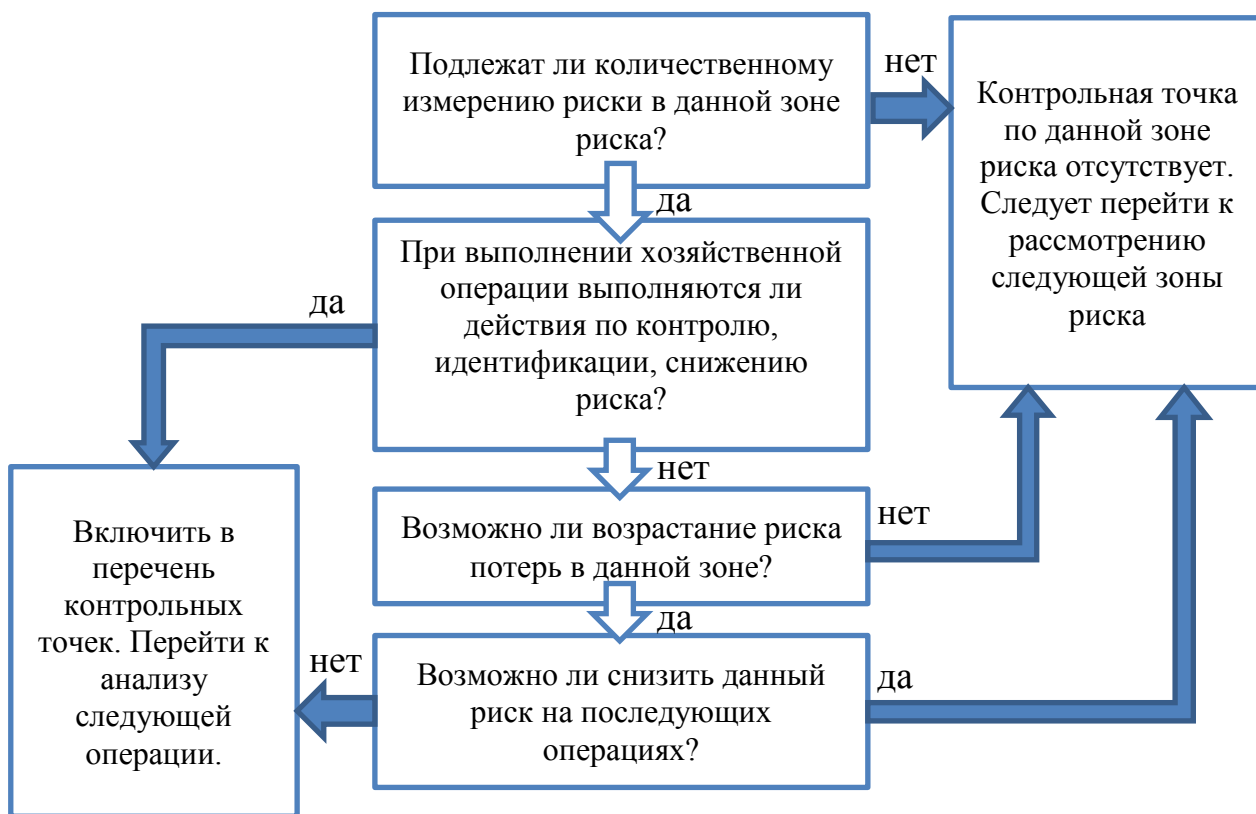 Подлежат ли количественному
измерению риски в данной зоне
риска?
нет
Контрольная точка
по данной зоне
риска отсутствует.
Следует перейти к
рассмотрению
следующей зоны
риска
да
При выполнении хозяйственной
операции выполняются ли
действия по контролю,
идентификации, снижению
риска?
да
нет
Возможно ли возрастание риска
потерь в данной зоне?
нет
да
Включить в
перечень
контрольных
точек. Перейти к
анализу
следующей
операции.
нет
Возможно ли снизить данный
риск на последующих
операциях?
да